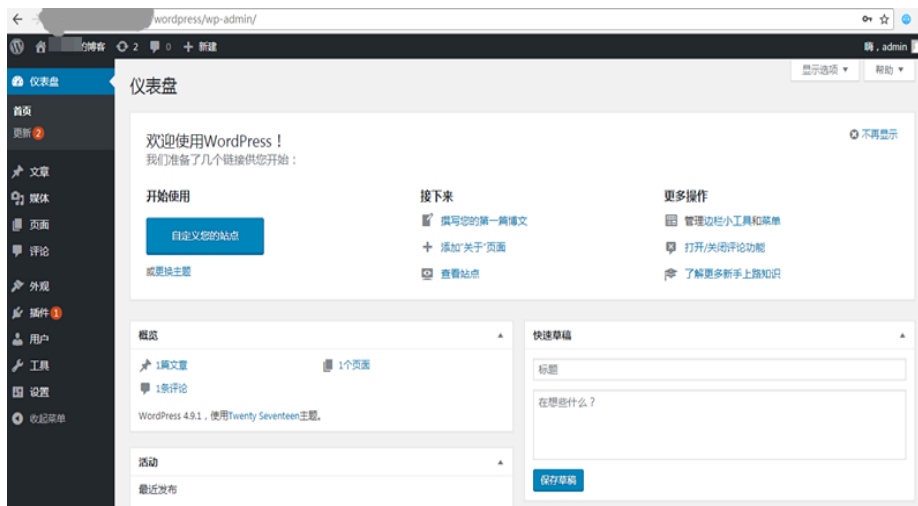 wordpress/wp-admin/
的博客 2 0 新建
嗨，admin
仪表盘
首页
更新 2
文章
媒体
页面
评论
外观
插件 1
用户
工具
设置
收起菜单
显示选项 帮助
仪表盘
欢迎使用WordPress！
我们准备了几个链接供您开始：
不再显示
开始使用
自定义您的站点
或更换主题
接下来
撰写您的第一篇博文
添加“关于”页面
查看站点
更多操作
管理边栏小工具和菜单
打开/关闭评论功能
了解更多新手上路知识
概览
1篇文章 1个页面
1条评论
WordPress 4.9.1，使用Twenty Seventeen主题。
活动
最近发布
快速草稿
标题
在想些什么？
保存草稿